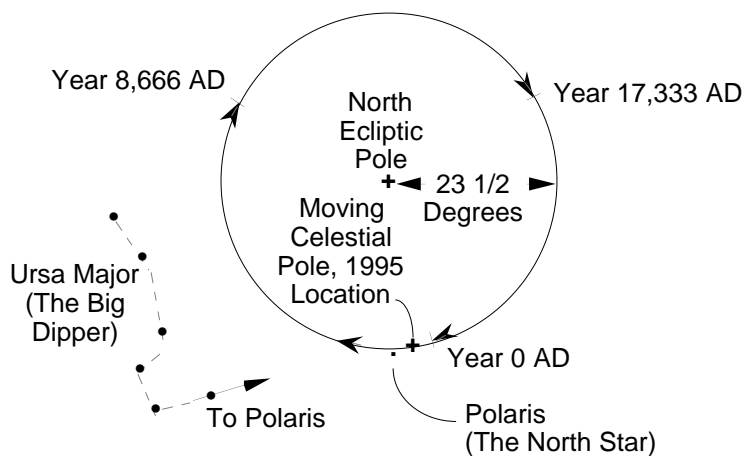 Year 8,666 AD
Year 17,333 AD
North
Ecliptic
Pole
23 1/2
Degrees
Moving
Celestial
Pole, 1995
Location
Ursa Major
(The Big
Dipper)
Year 0 AD
To Polaris
Polaris
(The North Star)